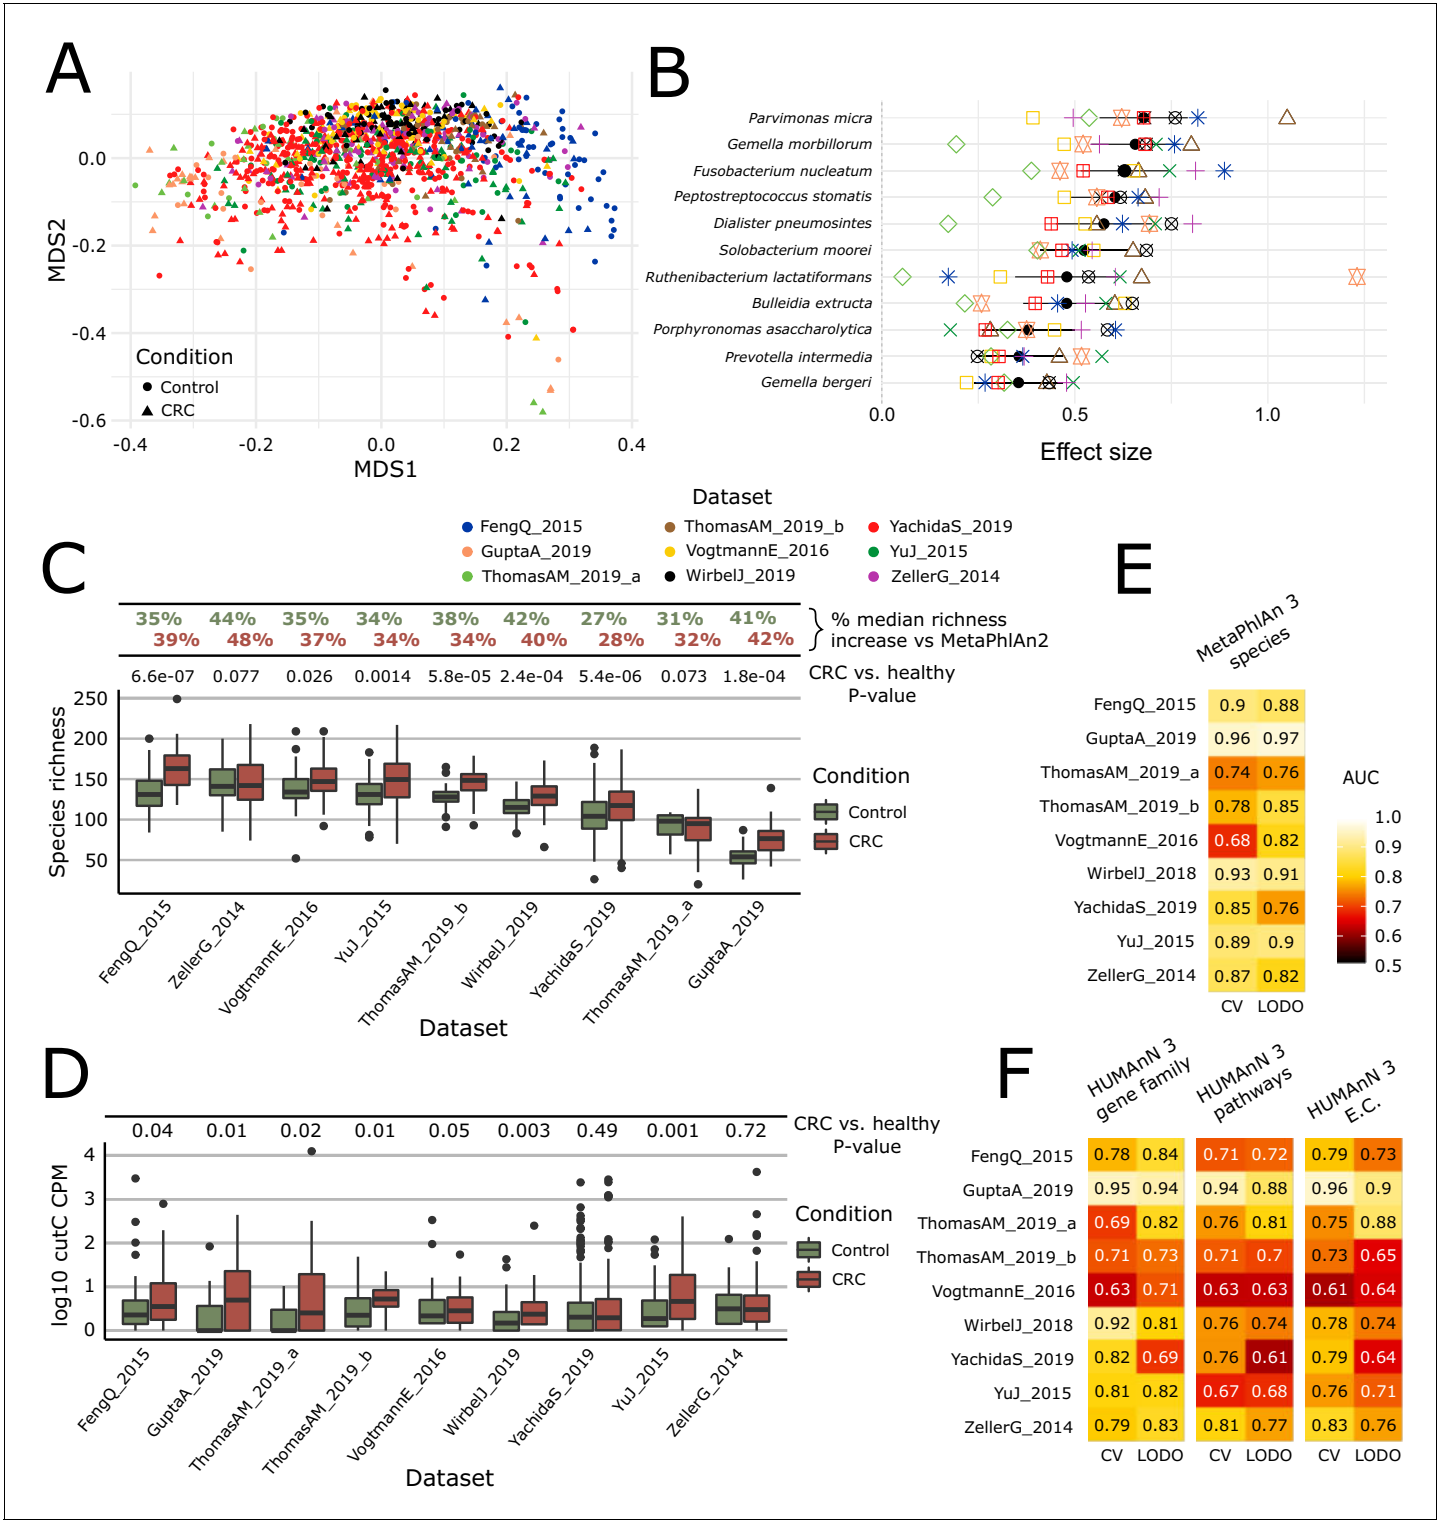 A
MDS2
0.0
-0.2
-0.4
-0.6
-0.4
-0.2
0.0
0.2
0.4
MDS1
Condition
Control
CRC
B
Parvimonas micra
Gemella morbillorum
Fusobacterium nucleatum
Peptostreptococcus stomatis
Dialister pneumosintes
Solobacterium moorei
Ruthenibacterium lactatiformans
Bulleidia extructa
Porphyronomas asaccharolytica
Prevotella intermedia
Gemella bergeri
0.0
0.5
1.0
Effect size
Dataset
FengQ_2015
ThomasAM_2019_b
YachidaS_2019
GuptaA_2019
VogtmannE_2016
YuJ_2015
ThomasAM_2019_a
WirbelJ_2019
ZellerG_2014
C
35% 44% 35% 34% 38% 42% 27% 31% 41%
39% 48% 37% 34% 34% 40% 28% 32% 42%
% median richness
increase vs MetaPhlAn2
6.6e-07 0.077 0.026 0.0014 5.8e-05 2.4e-04 5.4e-06 0.073 1.8e-04
CRC vs. healthy
P-value
Species richness
250
200
150
100
50
FengQ_2015
ZellerG_2014
VogtmannE_2016
YuJ_2015
ThomasAM_2019_b
WirbelJ_2019
YachidaS_2019
ThomasAM_2019_a
GuptaA_2019
Dataset
Condition
Control
CRC
D
0.04 0.01 0.02 0.01 0.05 0.003 0.49 0.001 0.72
CRC vs. healthy
P-value
log10 cutC CPM
4
3
2
1
0
FengQ_2015
GuptaA_2019
ThomasAM_2019_a
ThomasAM_2019_b
VogtmannE_2016
WirbelJ_2019
YachidaS_2019
YuJ_2015
ZellerG_2014
Dataset
Condition
Control
CRC
E
MetaPhlAn 3
species
FengQ_2015 0.9 0.88
GuptaA_2019 0.96 0.97
ThomasAM_2019_a 0.74 0.76
ThomasAM_2019_b 0.78 0.85
VogtmannE_2016 0.68 0.82
WirbelJ_2018 0.93 0.91
YachidaS_2019 0.85 0.76
YuJ_2015 0.89 0.9
ZellerG_2014 0.87 0.82
CV LODO
AUC
1.0
0.9
0.8
0.7
0.6
0.5
F
HUMAnN 3
gene family
HUMAnN 3
pathways
HUMAnN 3
E.C.
FengQ_2015 0.78 0.84 0.71 0.72 0.79 0.73
GuptaA_2019 0.95 0.94 0.94 0.88 0.96 0.9
ThomasAM_2019_a 0.69 0.82 0.76 0.81 0.75 0.88
ThomasAM_2019_b 0.71 0.73 0.71 0.7 0.73 0.65
VogtmannE_2016 0.63 0.71 0.63 0.63 0.61 0.64
WirbelJ_2018 0.92 0.81 0.76 0.74 0.78 0.74
YachidaS_2019 0.82 0.69 0.76 0.61 0.79 0.64
YuJ_2015 0.81 0.82 0.67 0.68 0.76 0.71
ZellerG_2014 0.79 0.83 0.81 0.77 0.83 0.76
CV LODO CV LODO CV LODO